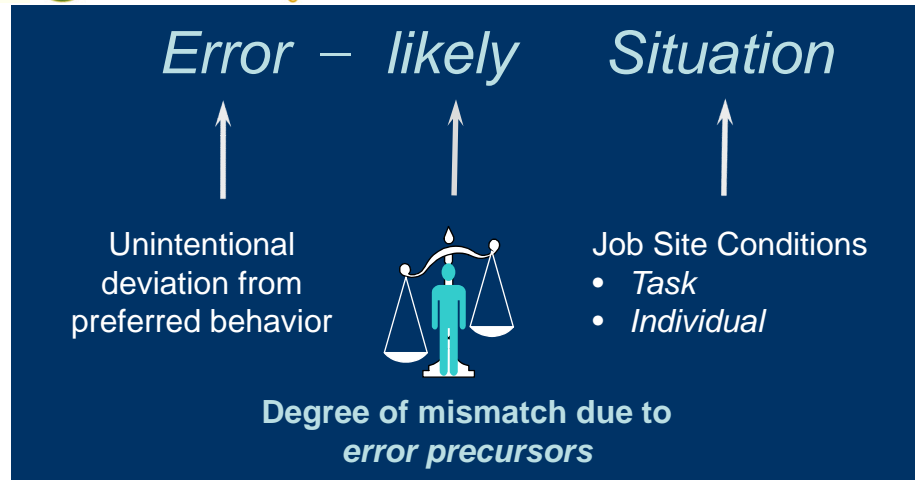 Error – likely Situation
Unintentional
deviation from
preferred behavior
Job Site Conditions
• Task
• Individual
Degree of mismatch due to
error precursors